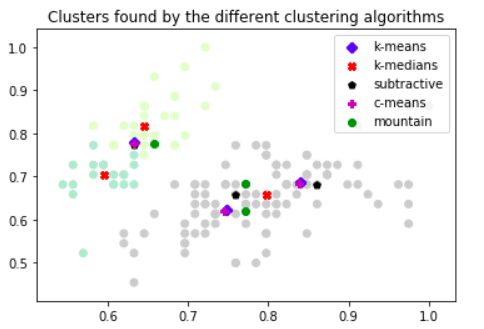 Clusters found by the different clustering algorithms
1.0
0.9
0.8
0.7
0.6
0.5
k-means
k-medians
subtractive
c-means
mountain
0.6 0.7 0.8 0.9 1.0